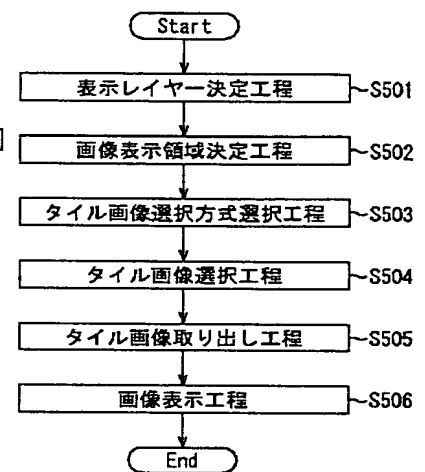 Start
表示レイヤー決定工程 ~S501
画像表示領域決定工程 ~S502
タイル画像選択方式選択工程 ~S503
タイル画像選択工程 ~S504
タイル画像取り出し工程 ~S505
画像表示工程 ~S506
End